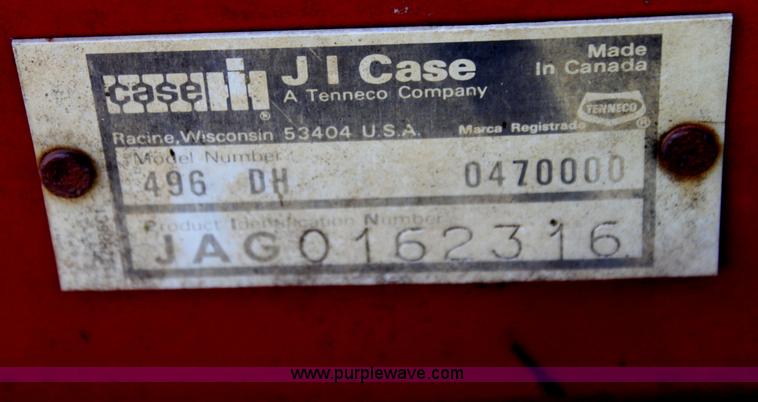 case IH
®
J I Case
A Tenneco Company
Made
In Canada
TENNECO
®
Racine, Wisconsin 53404 U.S.A. Marca Registrada
Model Number
496 DH 0470000
Product Identification Number
JAG0162316
www.purplewave.com